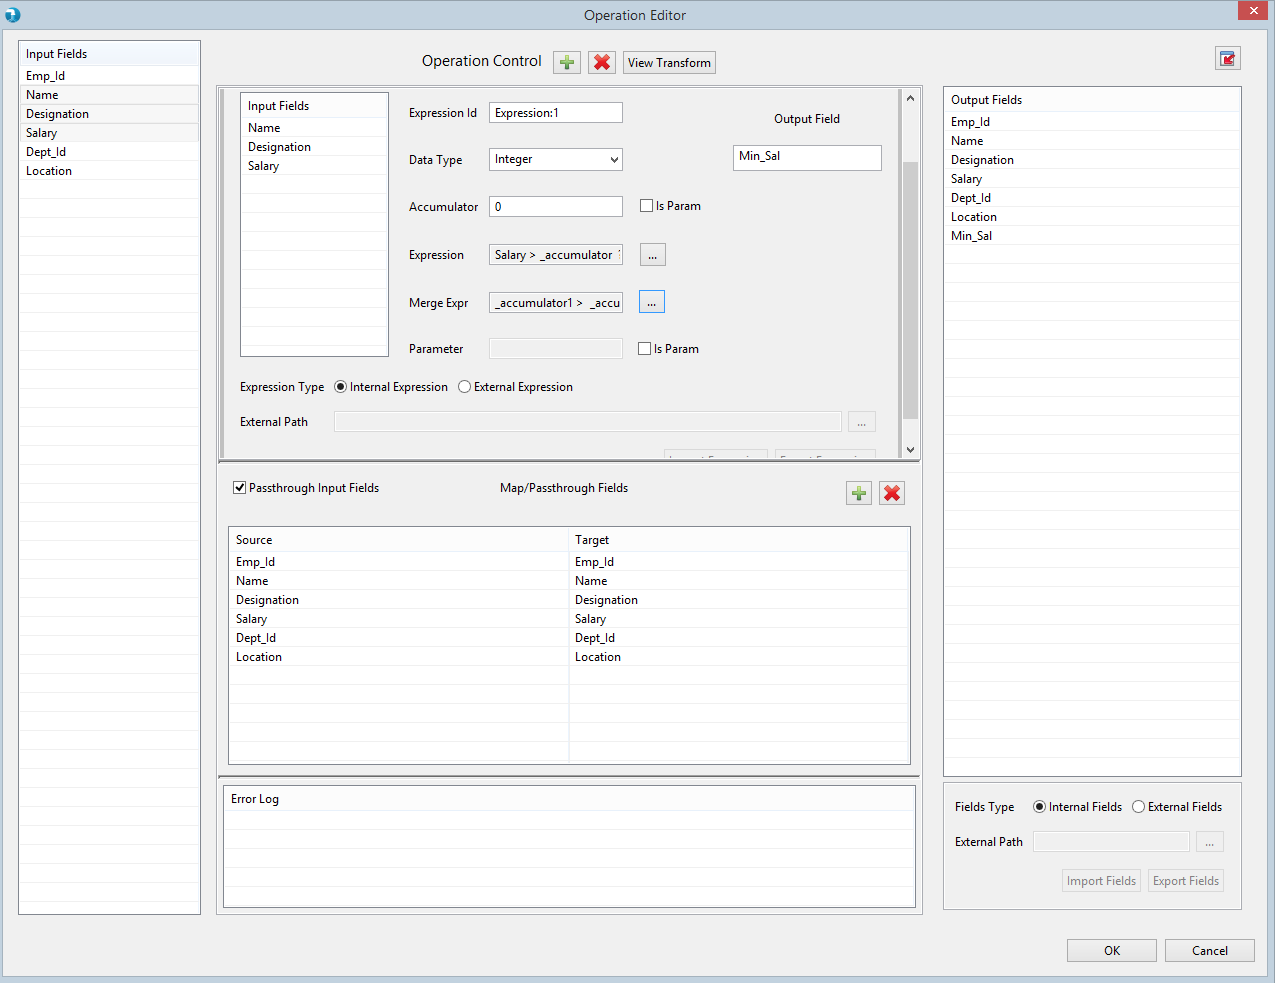 Operation Editor
Input Fields
Emp_Id
Name
Designation
Salary
Dept_Id
Location
Operation Control
View Transform
Input Fields
Name
Designation
Salary
Expression Id
Expression:1
Data Type
Integer
Accumulator
0
Is Param
Expression
Salary > _accumulator
...
Merge Expr
_accumulator1 > _accu
...
Parameter
Is Param
Output Field
Min_Sal
Expression Type
Internal Expression
External Expression
External Path
...
Passthrough Input Fields
Map/Passthrough Fields
Source Target
Emp_Id Emp_Id
Name Name
Designation Designation
Salary Salary
Dept_Id Dept_Id
Location Location
Error Log
Output Fields
Emp_Id
Name
Designation
Salary
Dept_Id
Location
Min_Sal
Fields Type
Internal Fields
External Fields
External Path
...
Import Fields
Export Fields
OK
Cancel